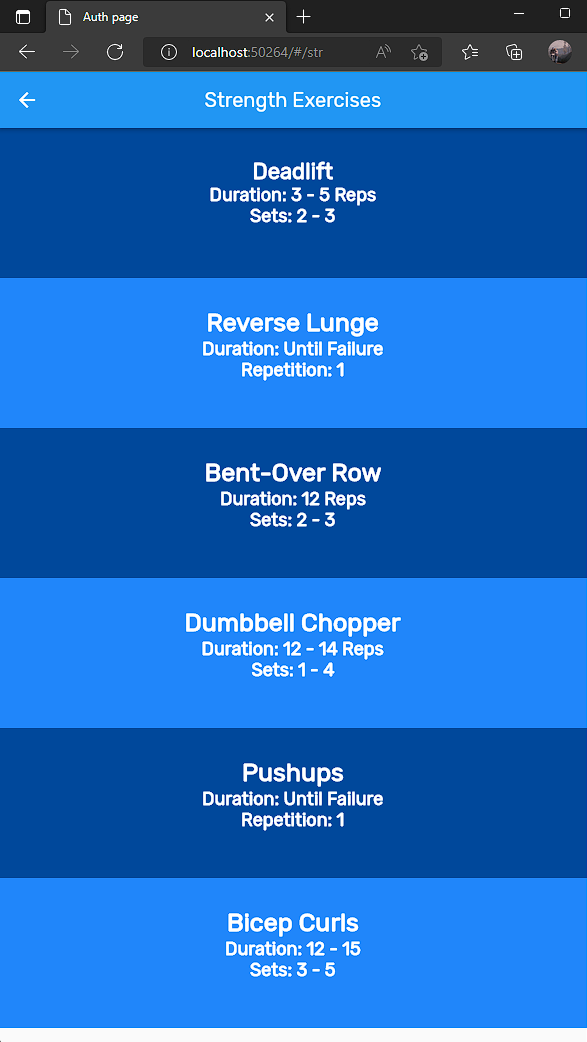 Auth page
localhost:50264/#/str
Strength Exercises
Deadlift
Duration: 3 - 5 Reps
Sets: 2 - 3
Reverse Lunge
Duration: Until Failure
Repetition: 1
Bent-Over Row
Duration: 12 Reps
Sets: 2 - 3
Dumbbell Chopper
Duration: 12 - 14 Reps
Sets: 1 - 4
Pushups
Duration: Until Failure
Repetition: 1
Bicep Curls
Duration: 12 - 15
Sets: 3 - 5